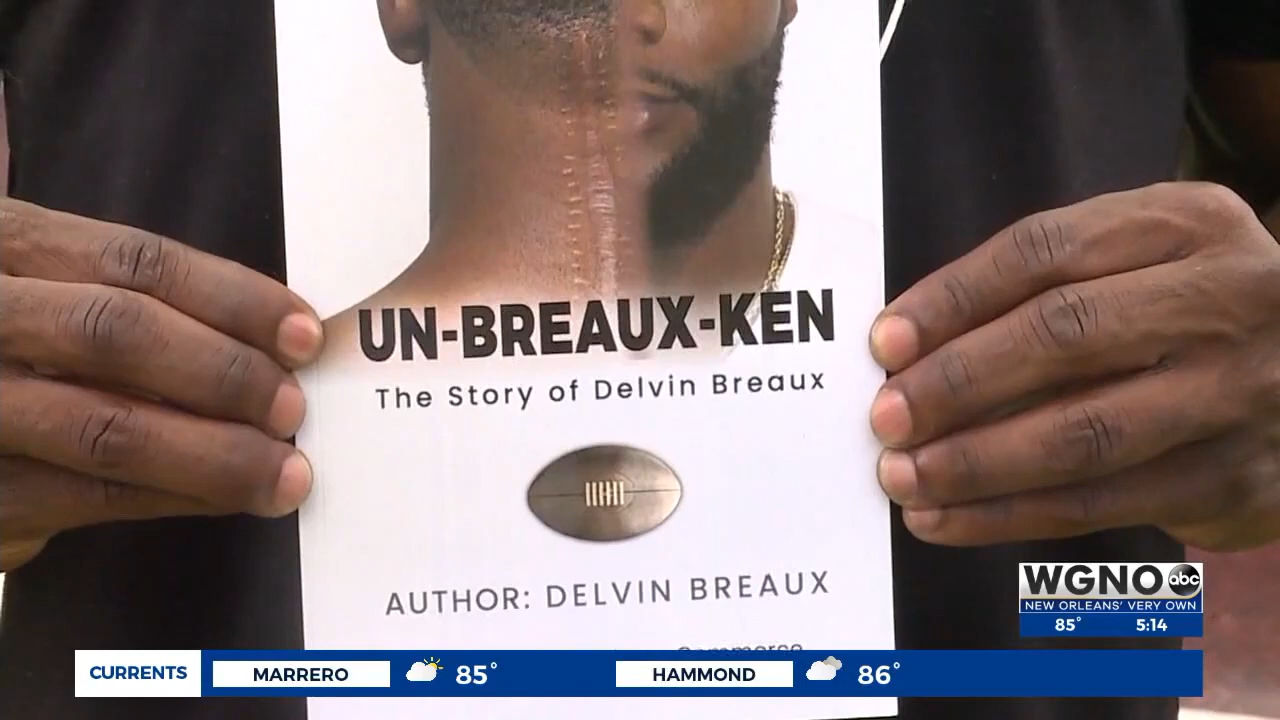 UN-BREAUX-KEN
The Story of Delvin Breaux
AUTHOR: DELVIN BREAUX
Commerce
WGNO abc
NEW ORLEANS' VERY OWN
85° 5:14
CURRENTS MARRERO 85° HAMMOND 86°